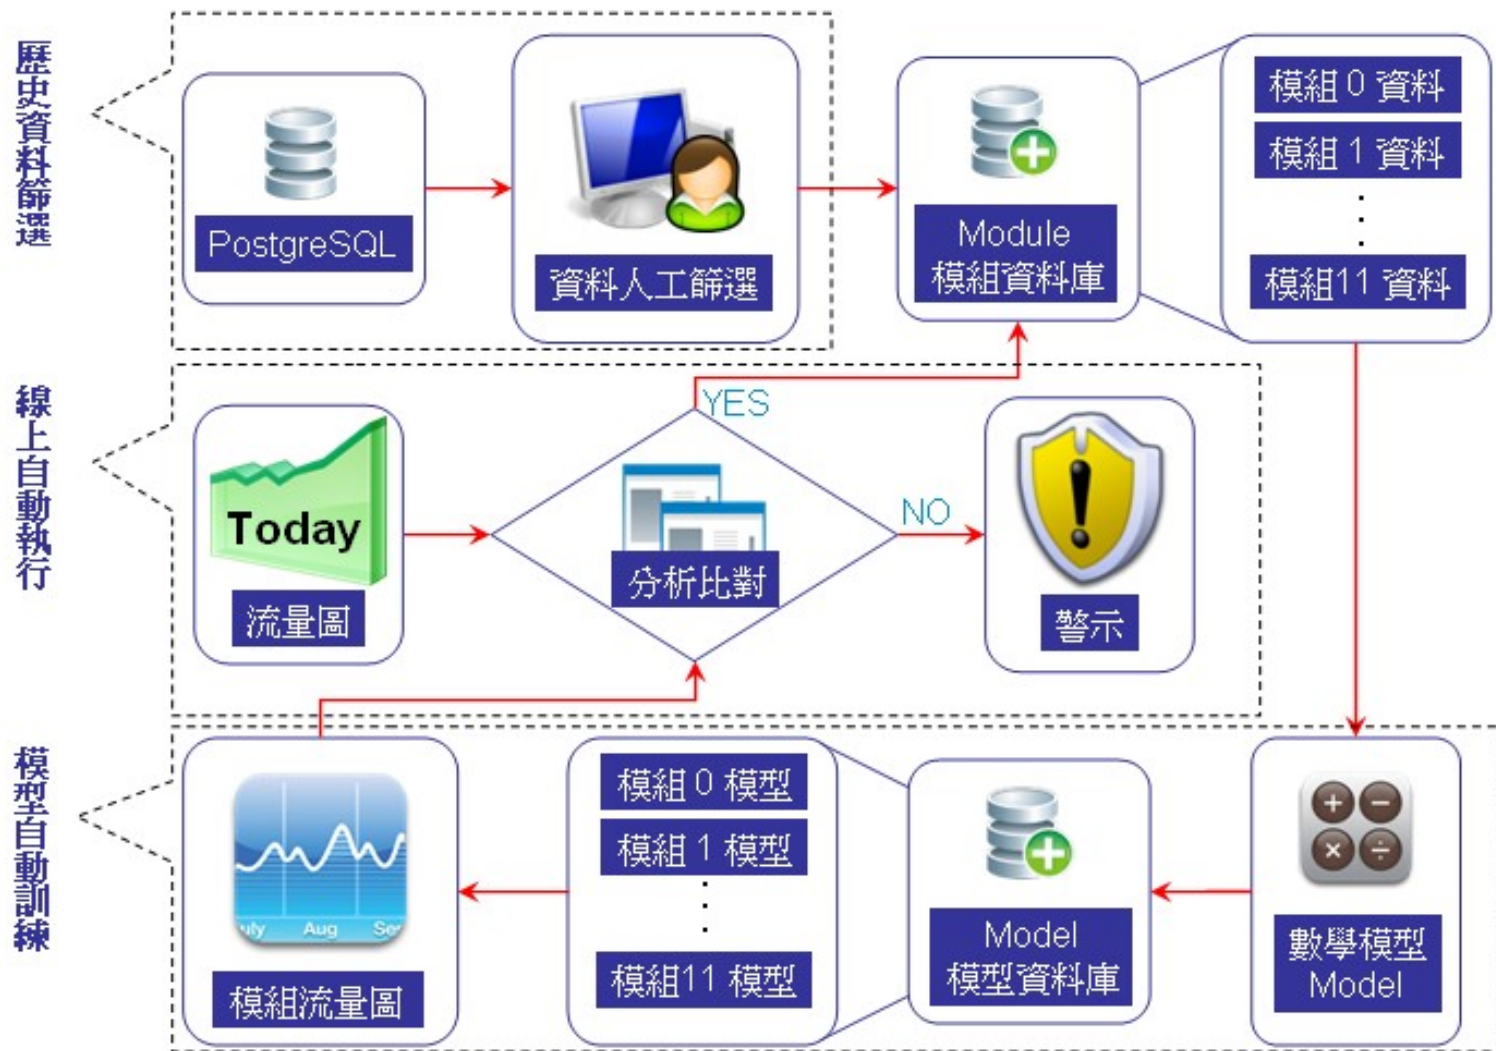 歷史資料篩選
PostgreSQL
資料人工篩選
Module
模組資料庫
模組 0 資料
模組 1 資料
模組11 資料
線上自動執行
Today
流量圖
YES
分析比對
NO
警示
模型自動訓練
July Aug Se
模組流量圖
模組 0 模型
模組 1 模型
模組11 模型
Model
模型資料庫
+ −
× ÷
數學模型
Model